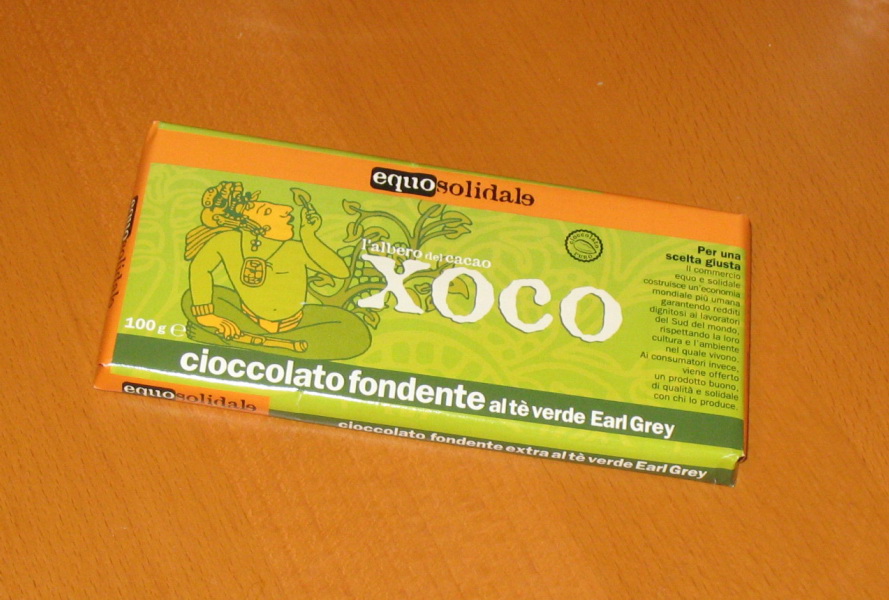 equosolidale
l'albero del cacao
xoco
CIOCCOLATO
PURO
Per una
scelta giusta
Il commercio
equo e solidale
costruisce un'economia
mondiale più umana
garantendo redditi
dignitosi ai lavoratori
del Sud del mondo,
rispettando la loro
cultura e l'ambiente
nel quale vivono.
Ai consumatori invece,
viene offerto
un prodotto buono,
di qualità e solidale
con chi lo produce.
100 g ℮
cioccolato fondente al tè verde Earl Grey
equosolidale
cioccolato fondente extra al tè verde Earl Grey
equosolidale